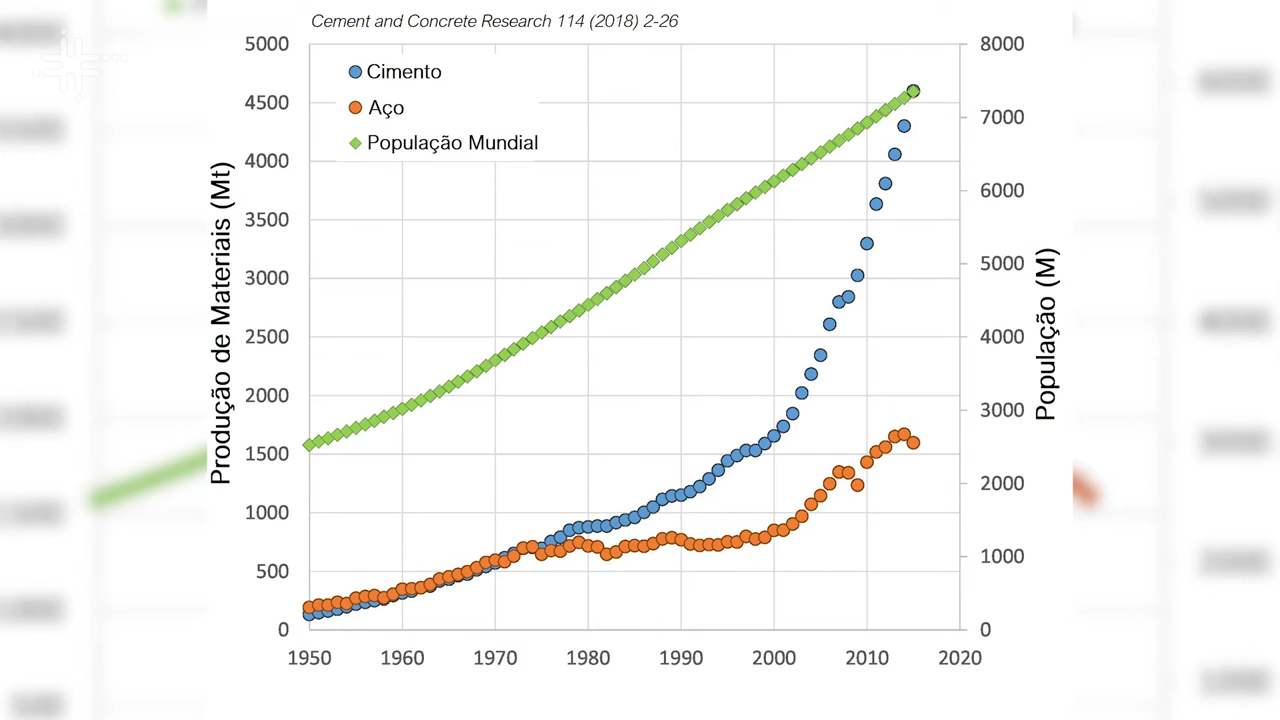 Cement and Concrete Research 114 (2018) 2-26
5000
4500
4000
3500
3000
2500
2000
1500
1000
500
0
8000
7000
6000
5000
4000
3000
2000
1000
0
Cimento
Aço
População Mundial
Produção de Materiais (Mt)
População (M)
1950 1960 1970 1980 1990 2000 2010 2020